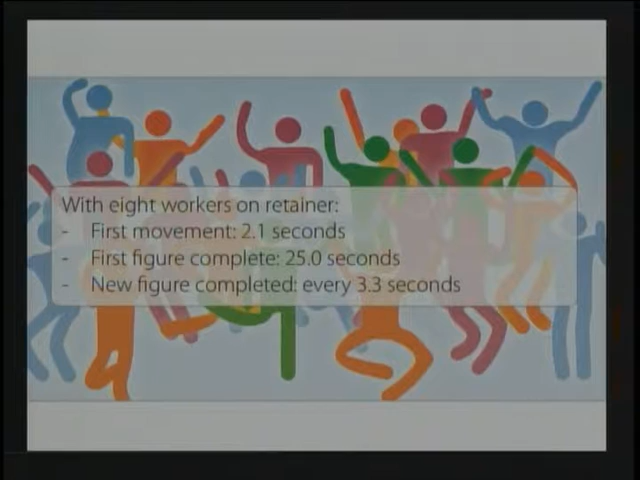 With eight workers on retainer:
- First movement: 2.1 seconds
- First figure complete: 25.0 seconds
- New figure completed: every 3.3 seconds